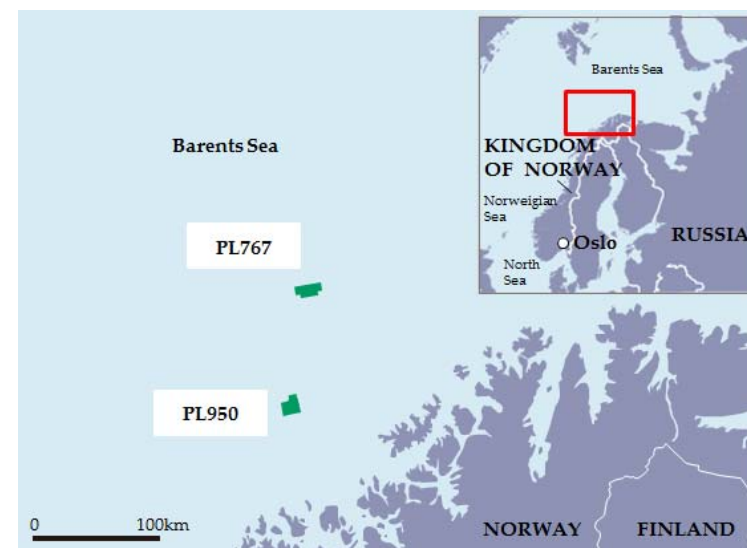 Barents Sea
Barents Sea
KINGDOM
OF NORWAY
Norweigian
Sea
Oslo
RUSSIA
North
Sea
PL767
PL950
0 100km
NORWAY FINLAND